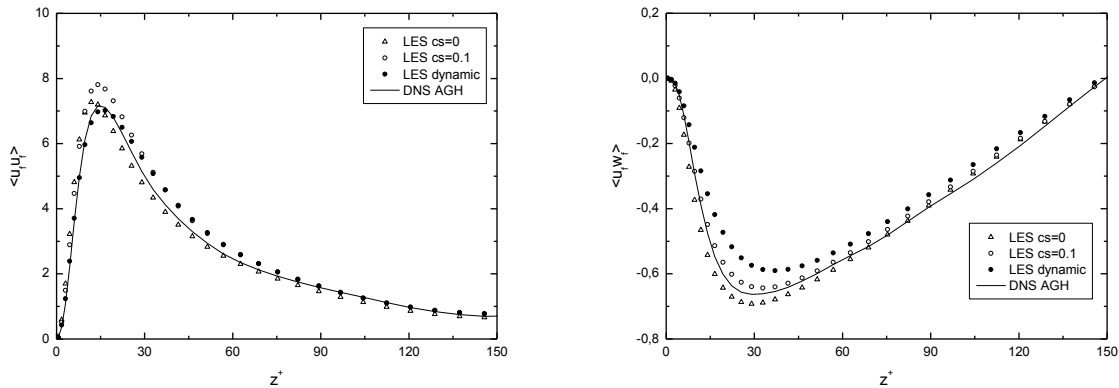 10
8
6
4
2
0
<u_f u_f>
LES cs=0
LES cs=0.1
LES dynamic
DNS AGH
0 30 60 90 120 150
z^+
0,0
-0,2
-0,4
-0,6
-0,8
<u_f w_f>
LES cs=0
LES cs=0.1
LES dynamic
DNS AGH
0 30 60 90 120 150
z^+